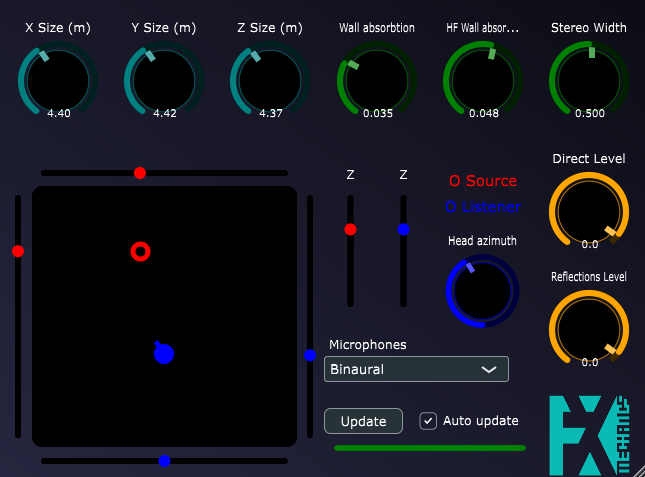 X Size (m)
Y Size (m)
Z Size (m)
Wall absorbtion
HF Wall absor...
Stereo Width
4.40
4.42
4.37
0.035
0.048
0.500
Direct Level
Z
Z
O Source
O Listener
0.0
Head azimuth
Reflections Level
Microphones
Binaural
0.0
Update
Auto update
FX
MECHANICS